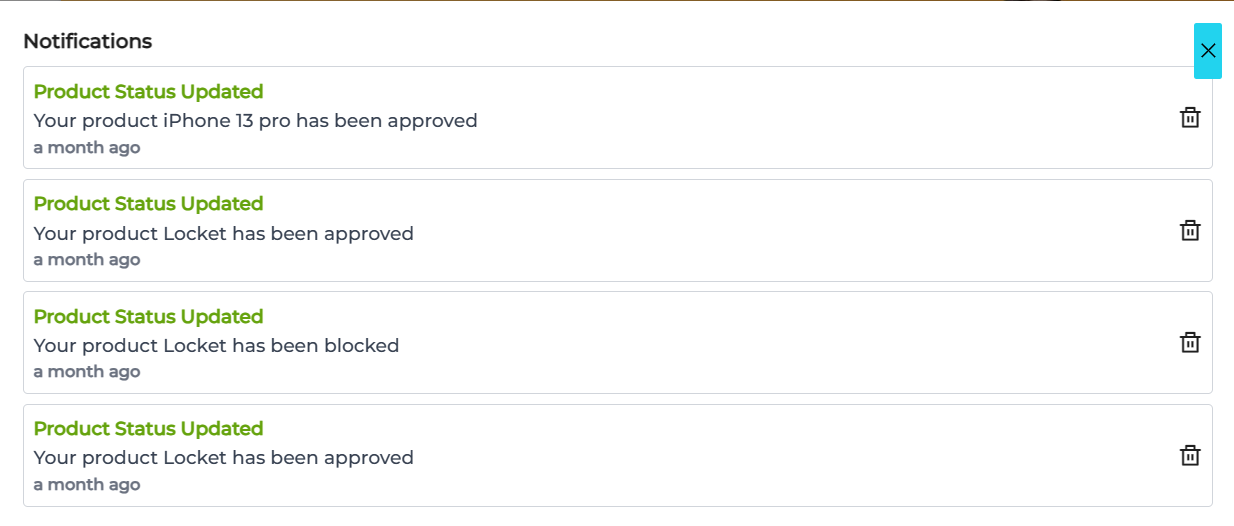 Notifications
Product Status Updated
Your product iPhone 13 pro has been approved
a month ago
Product Status Updated
Your product Locket has been approved
a month ago
Product Status Updated
Your product Locket has been blocked
a month ago
Product Status Updated
Your product Locket has been approved
a month ago